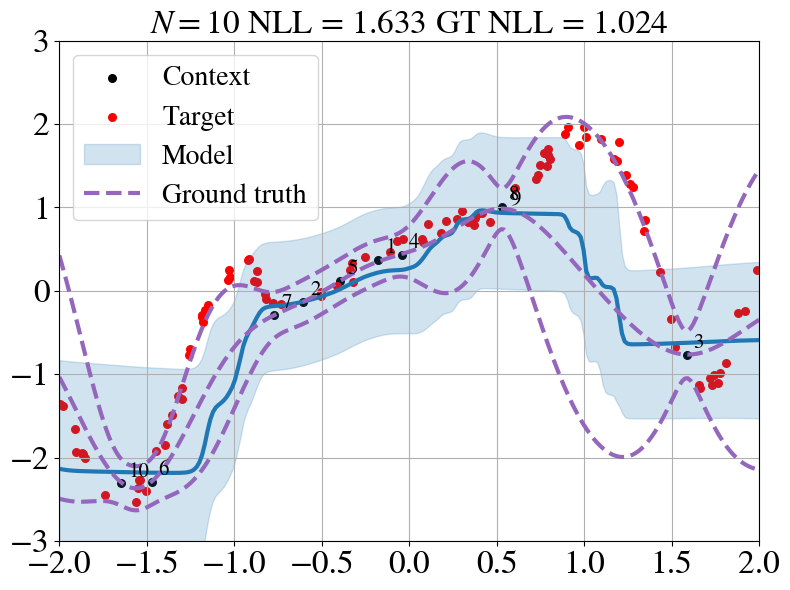 N = 10 NLL = 1.633 GT NLL = 1.024
Context
Target
Model
Ground truth
3
2
1
0
−1
−2
−3
−2.0 −1.5 −1.0 −0.5 0.0 0.5 1.0 1.5 2.0
10
6
7
2
5
1
4
8
9
3